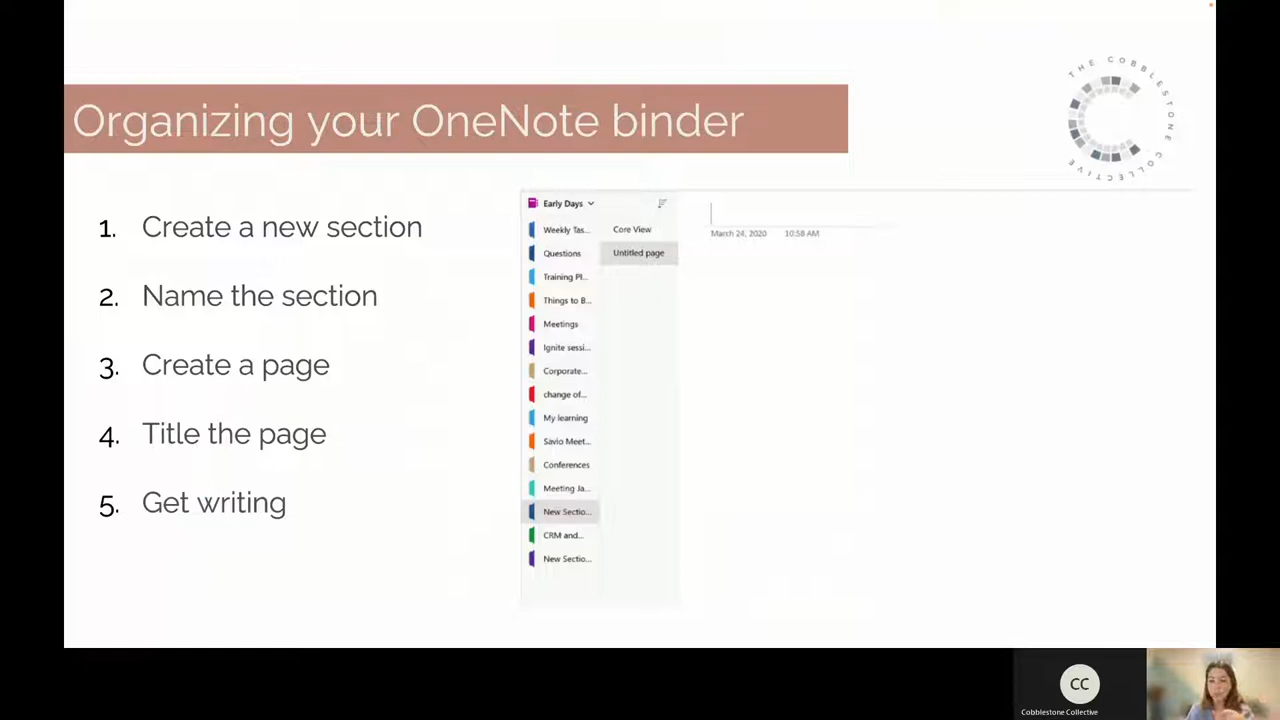 Organizing your OneNote binder
THE COBBLESTONE COLLECTIVE
1. Create a new section
2. Name the section
3. Create a page
4. Title the page
5. Get writing
Early Days
Weekly Tas...
Questions
Training Pl...
Things to B...
Meetings
Ignite sessi...
Corporate...
change of...
My learning
Savio Meet...
Conferences
Meeting Ja...
New Sectio...
CRM and...
New Sectio...
Core View
Untitled page
March 24, 2020 10:58 AM
CC
Cobblestone Collective